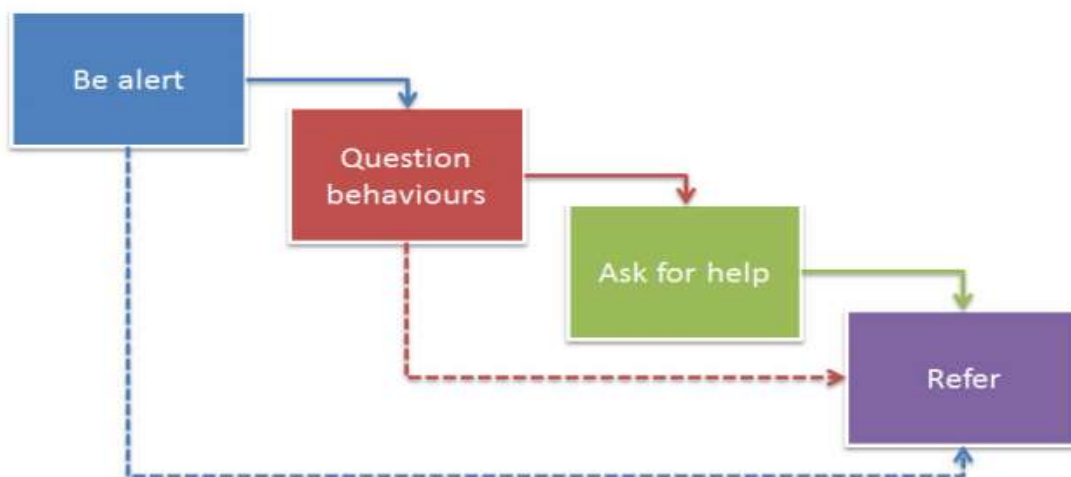 Be alert
Question
behaviours
Ask for help
Refer